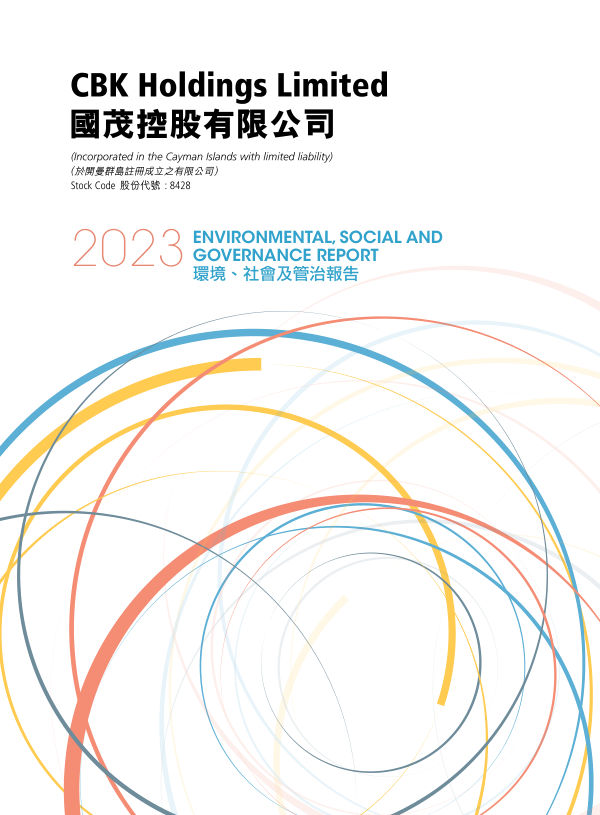 CBK Holdings Limited
國茂控股有限公司
(Incorporated in the Cayman Islands with limited liability)
(於開曼群島註冊成立之有限公司)
Stock Code 股份代號 : 8428
2023 ENVIRONMENTAL, SOCIAL AND
GOVERNANCE REPORT
環境、社會及管治報告